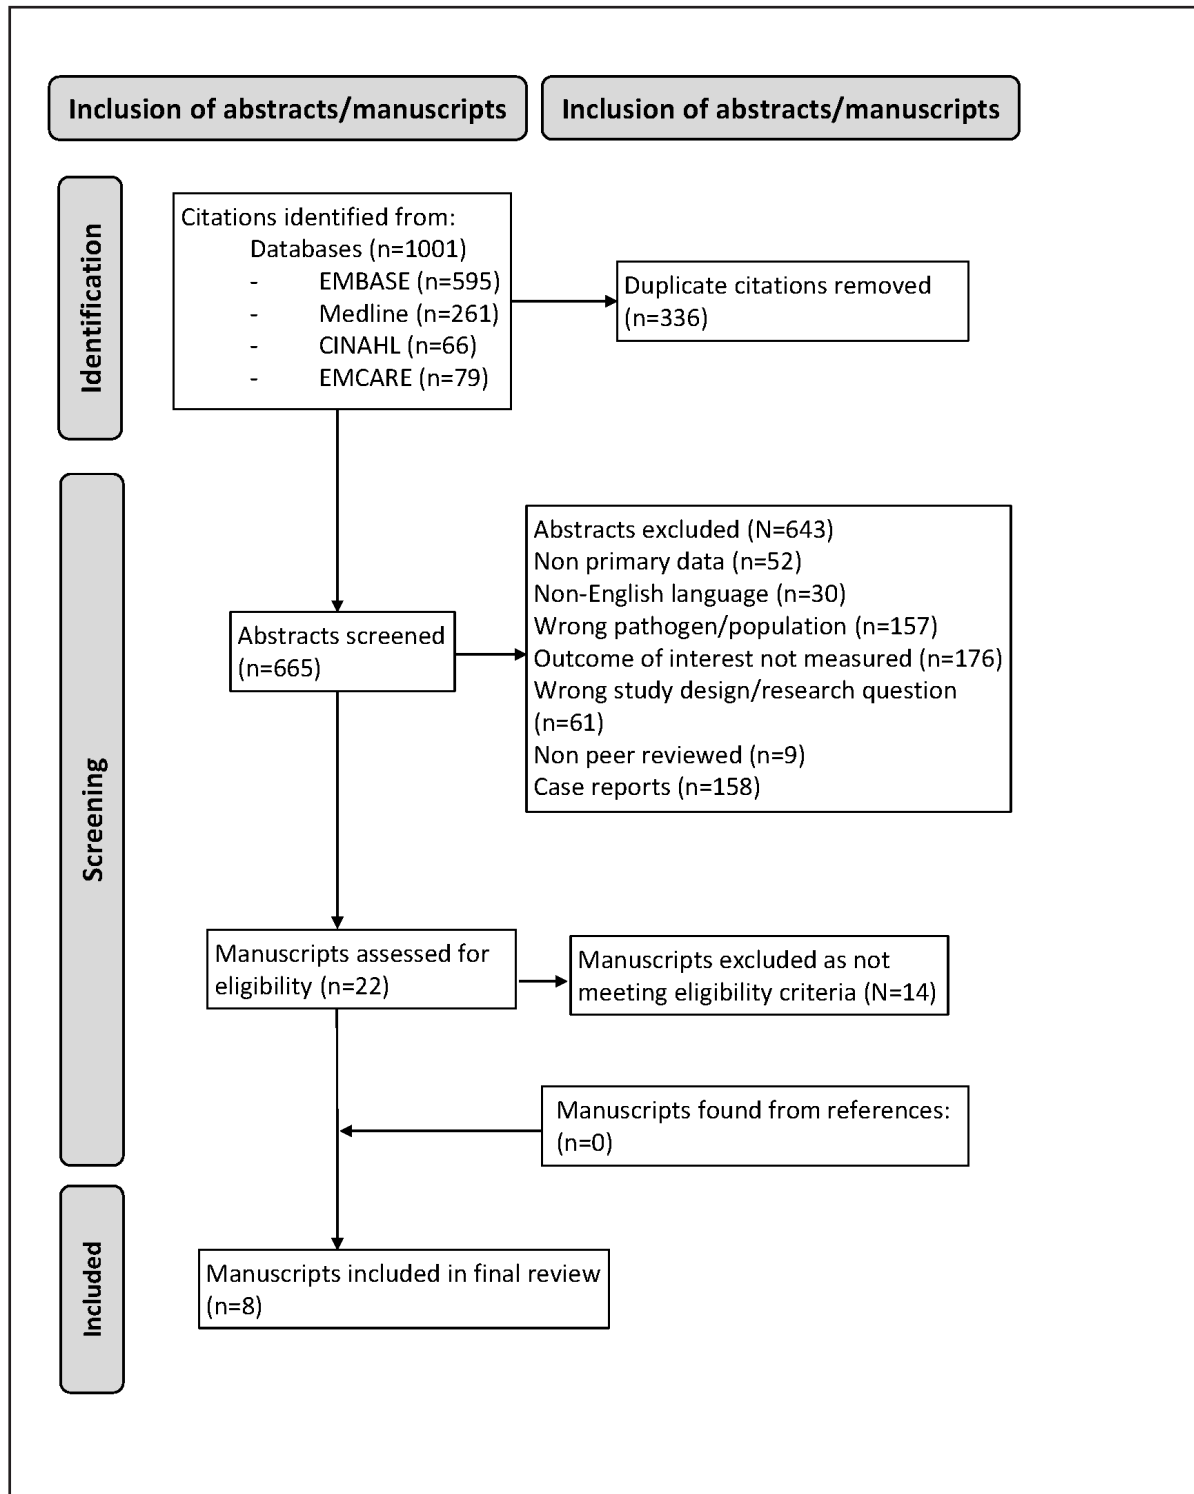 Inclusion of abstracts/manuscripts
Inclusion of abstracts/manuscripts
Identification
Citations identified from:
Databases (n=1001)
- EMBASE (n=595)
- Medline (n=261)
- CINAHL (n=66)
- EMCARE (n=79)
Duplicate citations removed
(n=336)
Screening
Abstracts screened
(n=665)
Abstracts excluded (N=643)
Non primary data (n=52)
Non-English language (n=30)
Wrong pathogen/population (n=157)
Outcome of interest not measured (n=176)
Wrong study design/research question
(n=61)
Non peer reviewed (n=9)
Case reports (n=158)
Manuscripts assessed for
eligibility (n=22)
Manuscripts excluded as not
meeting eligibility criteria (N=14)
Manuscripts found from references:
(n=0)
Included
Manuscripts included in final review
(n=8)